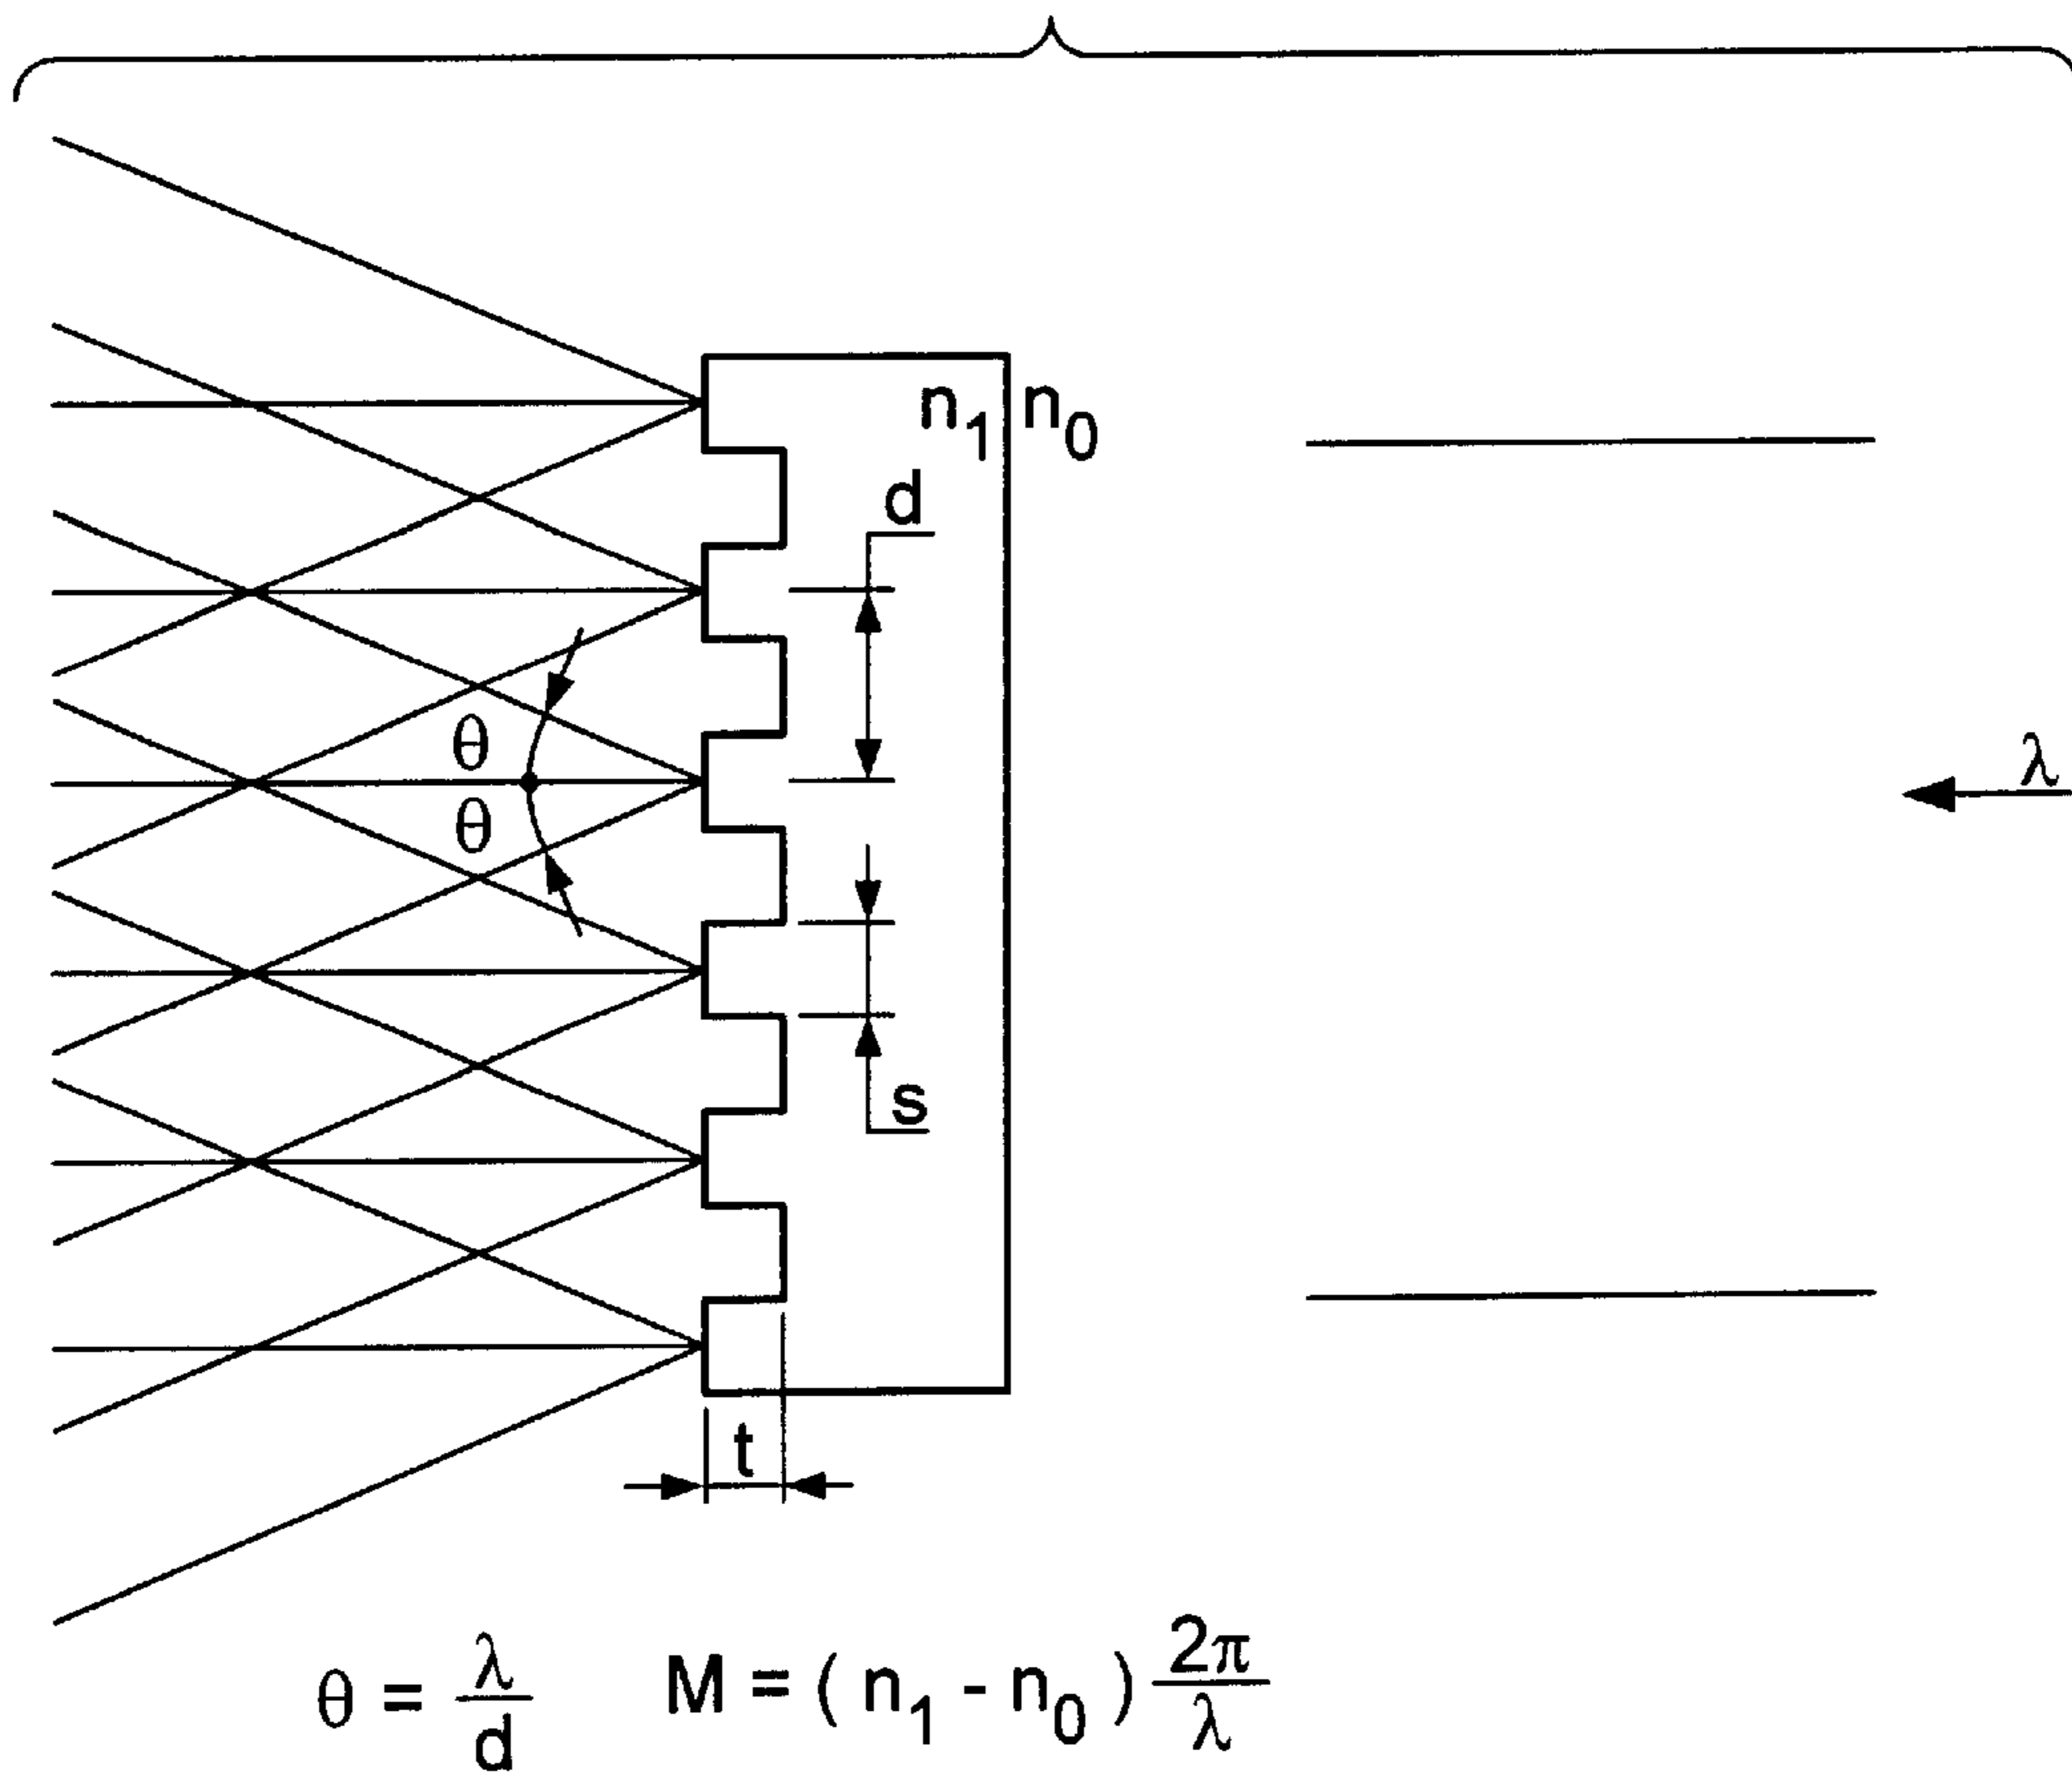 n₁ n₀
d
λ
θ
θ
s
t
θ = λ/d
M = ( n₁ - n₀ ) 2π/λ